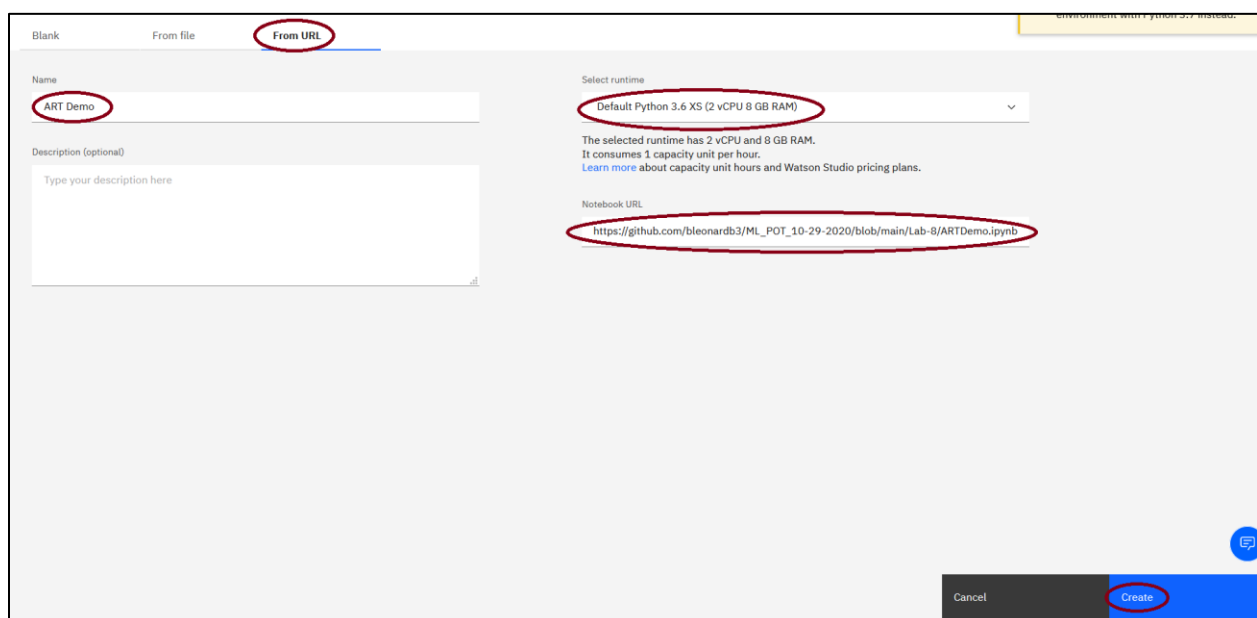 environment with Python 3.7 instead.
Blank From file From URL
Name
ART Demo
Description (optional)
Type your description here
Select runtime
Default Python 3.6 XS (2 vCPU 8 GB RAM)
The selected runtime has 2 vCPU and 8 GB RAM.
It consumes 1 capacity unit per hour.
Learn more about capacity unit hours and Watson Studio pricing plans.
Notebook URL
https://github.com/bleonardb3/ML_POT_10-29-2020/blob/main/Lab-8/ARTDemo.ipynb
Cancel Create